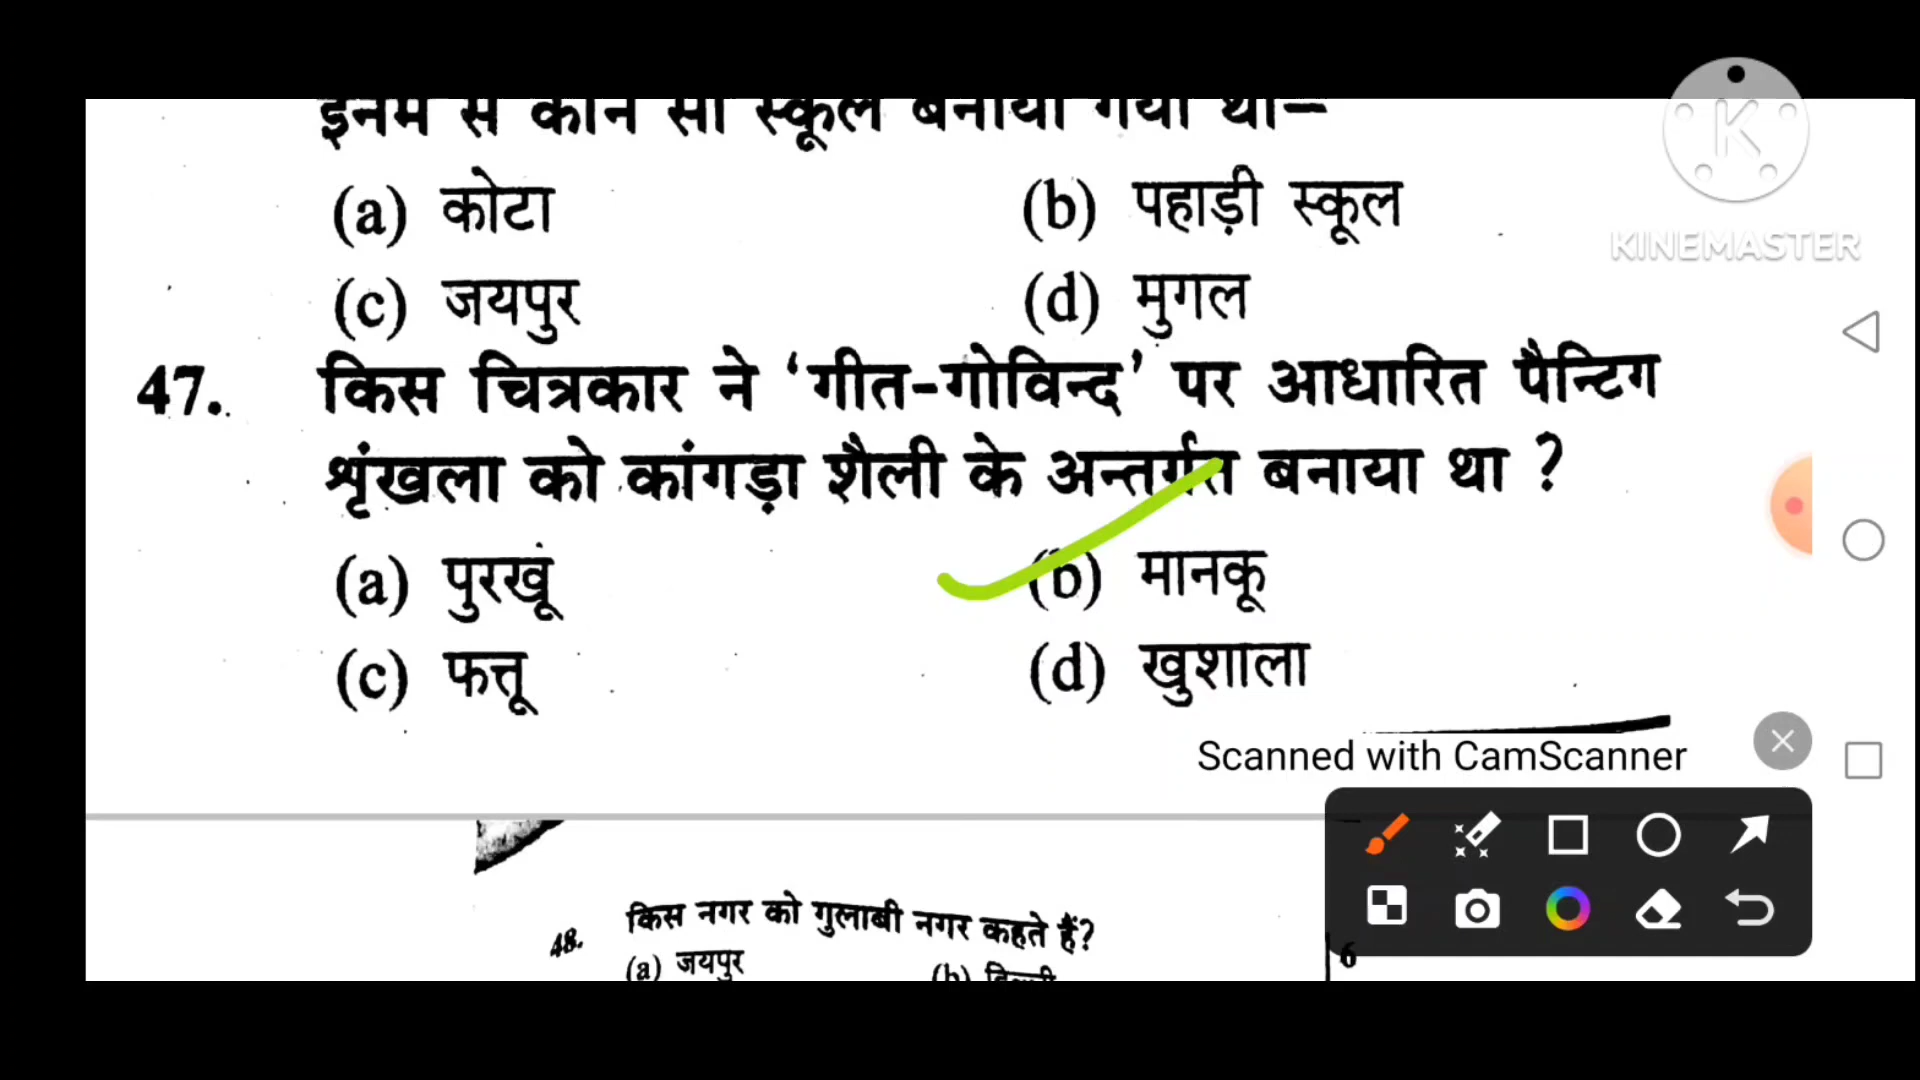 इनमें से कौन सा स्कूल बनाया गया था—
(a) कोटा (b) पहाड़ी स्कूल
(c) जयपुर (d) मुगल
47. किस चित्रकार ने ‘गीत-गोविन्द’ पर आधारित पैन्टिग
शृंखला को कांगड़ा शैली के अन्तर्गत बनाया था ?
(a) पुरखूं (b) मानकू
(c) फत्तू (d) खुशाला
Scanned with CamScanner
48. किस नगर को गुलाबी नगर कहते हैं?
(a) जयपुर (b) दिल्ली
6
K
KINEMASTER